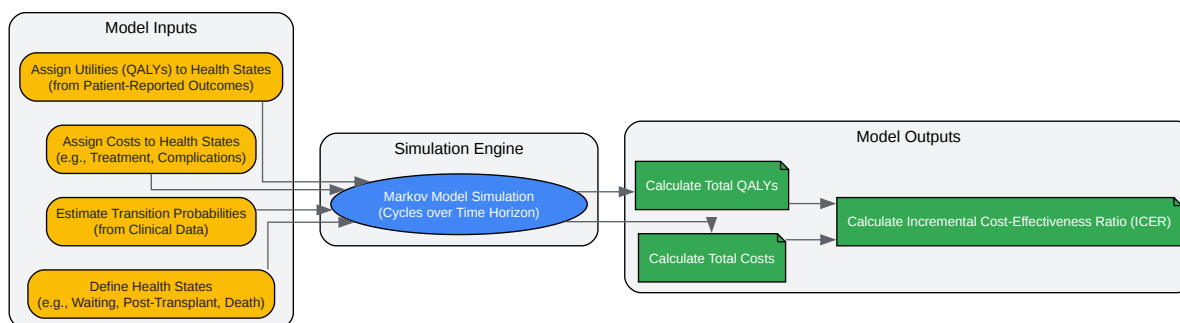 Model Inputs
Assign Utilities (QALYs) to Health States
(from Patient-Reported Outcomes)
Assign Costs to Health States
(e.g., Treatment, Complications)
Estimate Transition Probabilities
(from Clinical Data)
Define Health States
(e.g., Waiting, Post-Transplant, Death)
Simulation Engine
Markov Model Simulation
(Cycles over Time Horizon)
Model Outputs
Calculate Total QALYs
Calculate Total Costs
Calculate Incremental Cost-Effectiveness Ratio (ICER)